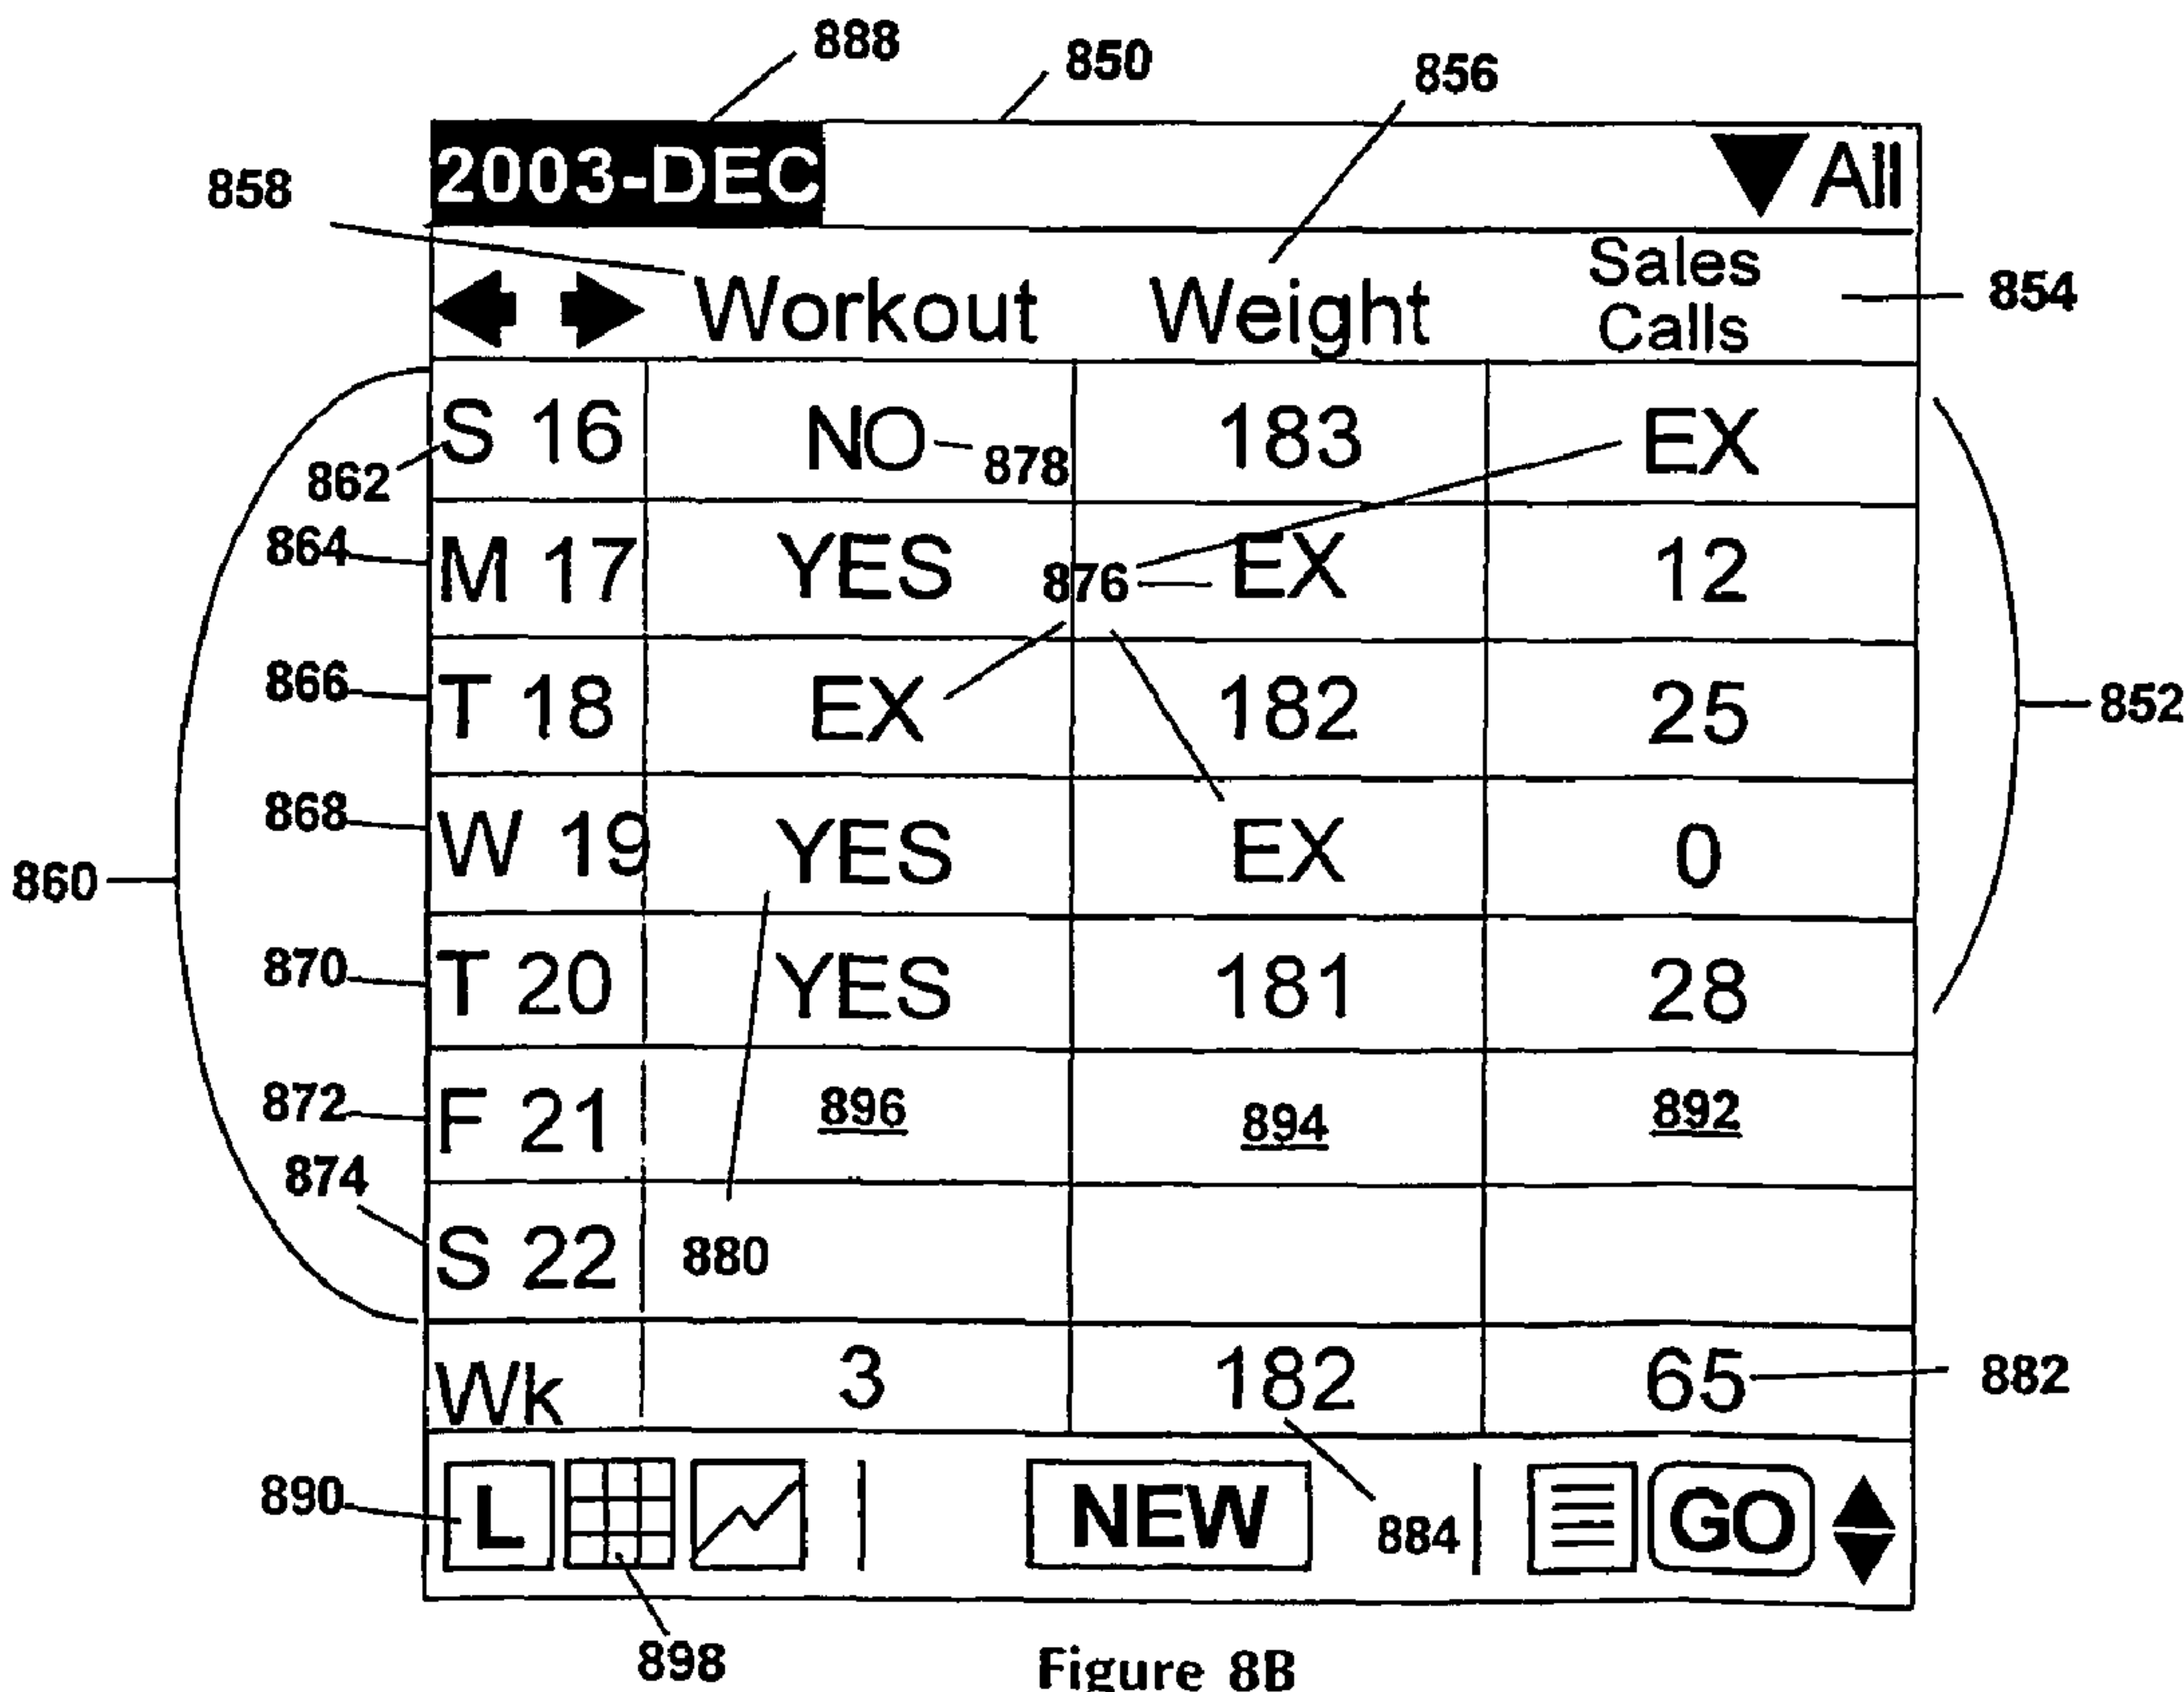 888
850
856
2003-DEC
All
858
Workout
Weight
Sales
Calls
854
S 16
NO
878
183
EX
862
864
M 17
YES
876
EX
12
866
T 18
EX
182
25
852
868
W 19
YES
EX
0
860
870
T 20
YES
181
28
872
F 21
896
894
892
874
S 22
880
Wk
3
182
65
882
890
L
NEW
884
GO
898
Figure 8B